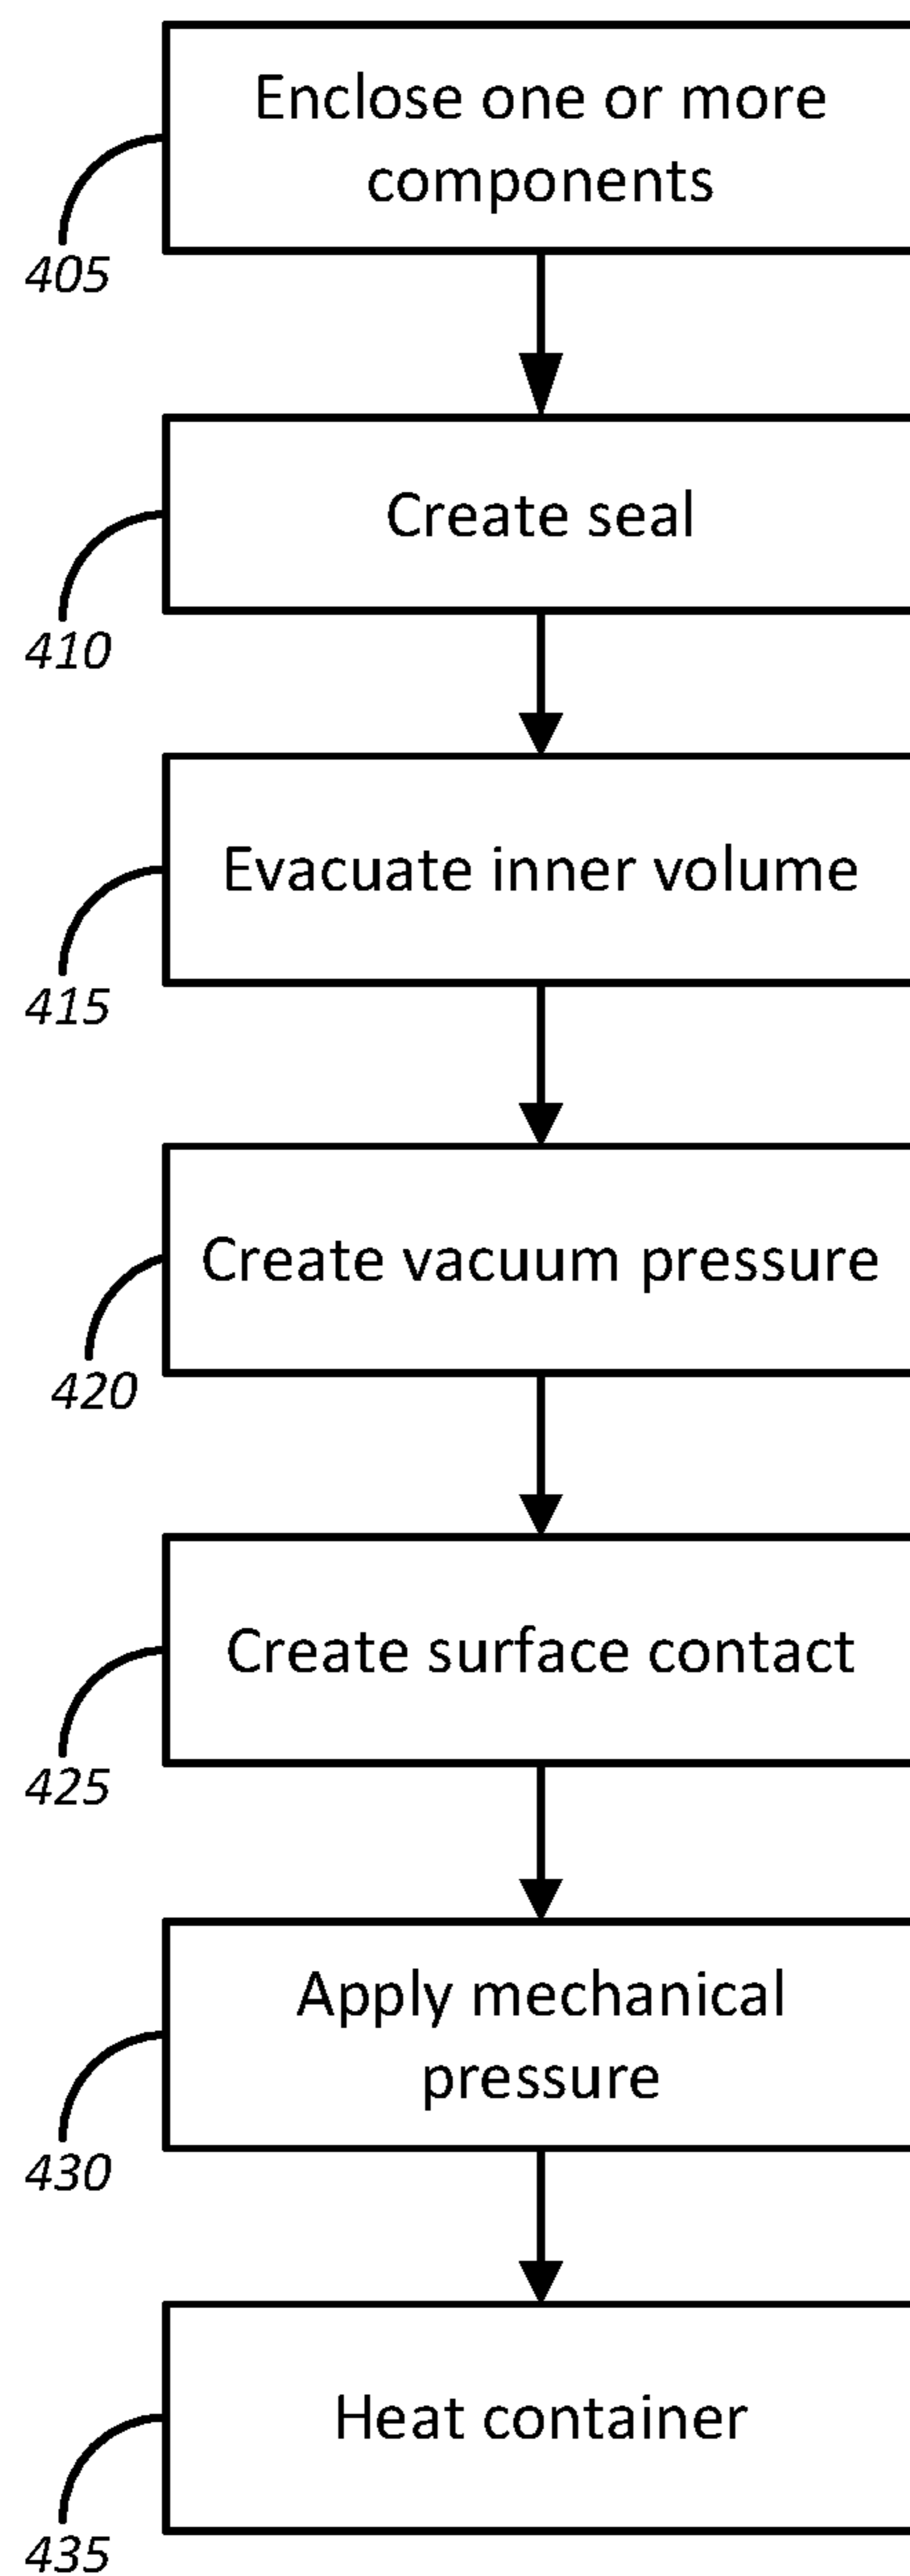 Enclose one or more
components
405
Create seal
410
Evacuate inner volume
415
Create vacuum pressure
420
Create surface contact
425
Apply mechanical
pressure
430
Heat container
435